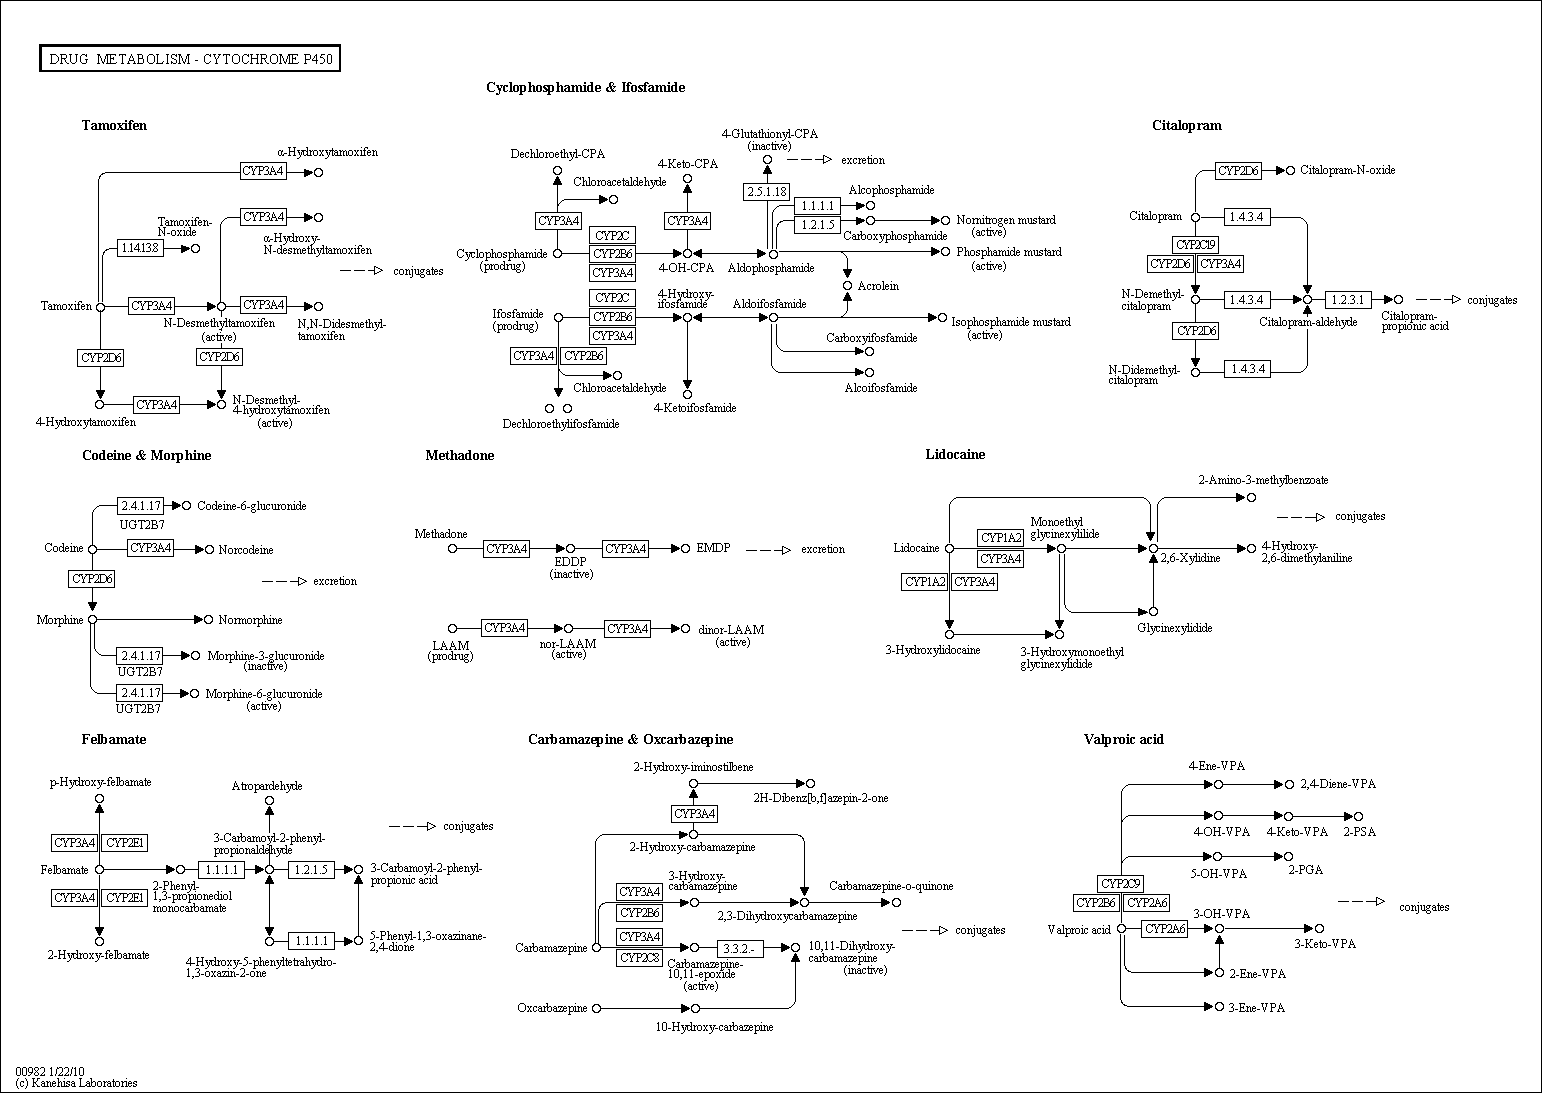 DRUG METABOLISM - CYTOCHROME P450
Cyclophosphamide & Ifosfamide
Tamoxifen
α-Hydroxytamoxifen
CYP3A4
Tamoxifen-
N-oxide
1.14.13.8
CYP3A4
α-Hydroxy-
N-desmethyltamoxifen
conjugates
Tamoxifen
CYP3A4
CYP3A4
N-Desmethyltamoxifen
(active)
N,N-Didesmethyl-
tamoxifen
CYP2D6
CYP2D6
CYP3A4
4-Hydroxytamoxifen
N-Desmethyl-
4-hydroxytamoxifen
(active)
Dechloroethyl-CPA
Chloroacetaldehyde
CYP3A4
4-Keto-CPA
CYP3A4
4-Glutathionyl-CPA
(inactive)
excretion
2.5.1.18
1.1.1.1
Alcophosphamide
1.2.1.5
Carboxyphosphamide
Nornitrogen mustard
(active)
Cyclophosphamide
(prodrug)
CYP2C
CYP2B6
CYP3A4
4-OH-CPA
Aldophosphamide
Phosphamide mustard
(active)
Acrolein
Ifosfamide
(prodrug)
CYP2C
CYP2B6
CYP3A4
4-Hydroxy-
ifosfamide
Aldoifosfamide
Isophosphamide mustard
(active)
CYP3A4
CYP2B6
Chloroacetaldehyde
Dechloroethylifosfamide
4-Ketoifosfamide
Carboxyifosfamide
Alcoifosfamide
Citalopram
CYP2D6
Citalopram-N-oxide
Citalopram
1.4.3.4
CYP2C19
CYP2D6
CYP3A4
N-Demethyl-
citalopram
1.4.3.4
1.2.3.1
conjugates
Citalopram-aldehyde
Citalopram-
propionic acid
CYP2D6
N-Didemethyl-
citalopram
1.4.3.4
Codeine & Morphine
2.4.1.17
UGT2B7
Codeine-6-glucuronide
Codeine
CYP3A4
Norcodeine
CYP2D6
excretion
Morphine
Normorphine
2.4.1.17
UGT2B7
Morphine-3-glucuronide
(inactive)
2.4.1.17
UGT2B7
Morphine-6-glucuronide
(active)
Methadone
Methadone
CYP3A4
EDDP
(inactive)
CYP3A4
EMDP
excretion
LAAM
(prodrug)
CYP3A4
nor-LAAM
(active)
CYP3A4
dinor-LAAM
(active)
Lidocaine
2-Amino-3-methylbenzoate
conjugates
Lidocaine
CYP1A2
CYP3A4
Monoethyl
glycinexylilide
2,6-Xylidine
4-Hydroxy-
2,6-dimethylaniline
CYP1A2
CYP3A4
Glycinexylidide
3-Hydroxylidocaine
3-Hydroxymonoethyl
glycinexylidide
Felbamate
p-Hydroxy-felbamate
CYP3A4
CYP2E1
Felbamate
CYP3A4
CYP2E1
2-Hydroxy-felbamate
2-Phenyl-
1,3-propionediol
monocarbamate
1.1.1.1
Atropardehyde
3-Carbamoyl-2-phenyl-
propionaldehyde
1.2.1.5
3-Carbamoyl-2-phenyl-
propionic acid
conjugates
1.1.1.1
5-Phenyl-1,3-oxazinane-
2,4-dione
4-Hydroxy-5-phenyltetrahydro-
1,3-oxazin-2-one
Carbamazepine & Oxcarbazepine
2-Hydroxy-iminostilbene
2H-Dibenz[b,f]azepin-2-one
CYP3A4
2-Hydroxy-carbamazepine
CYP3A4
CYP2B6
3-Hydroxy-
carbamazepine
2,3-Dihydroxycarbamazepine
Carbamazepine-o-quinone
Carbamazepine
CYP3A4
CYP2C8
Carbamazepine-
10,11-epoxide
(active)
3.3.2.-
10,11-Dihydroxy-
carbamazepine
(inactive)
conjugates
Oxcarbazepine
10-Hydroxy-carbazepine
Valproic acid
4-Ene-VPA
2,4-Diene-VPA
4-OH-VPA
4-Keto-VPA
2-PSA
5-OH-VPA
2-PGA
CYP2C9
CYP2B6
CYP2A6
conjugates
Valproic acid
CYP2A6
3-OH-VPA
3-Keto-VPA
2-Ene-VPA
3-Ene-VPA
00982 1/22/10
(c) Kanehisa Laboratories